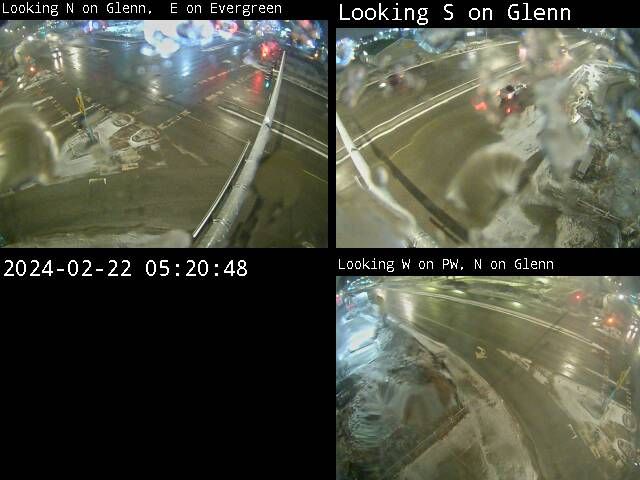 Looking N on Glenn,  E on Evergreen
Looking S on Glenn
2024-02-22 05:20:48
Looking W on PW, N on Glenn